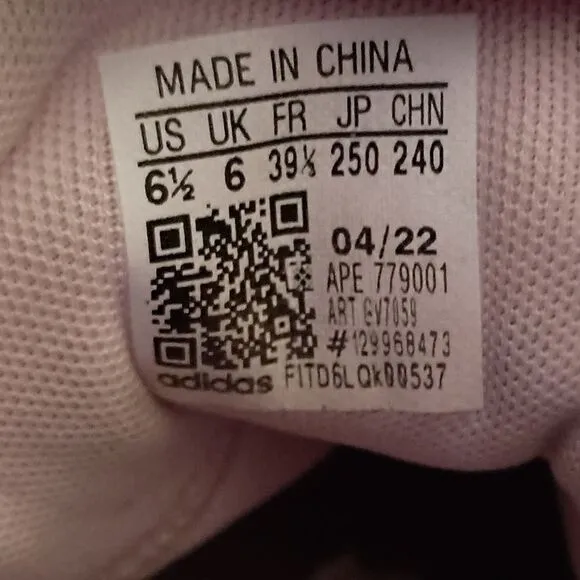 MADE IN CHINA
US UK FR JP CHN
6½ 6 39⅓ 250 240
04/22
APE 779001
ART GV7059
#129968473
adidas FITD6LQk00537